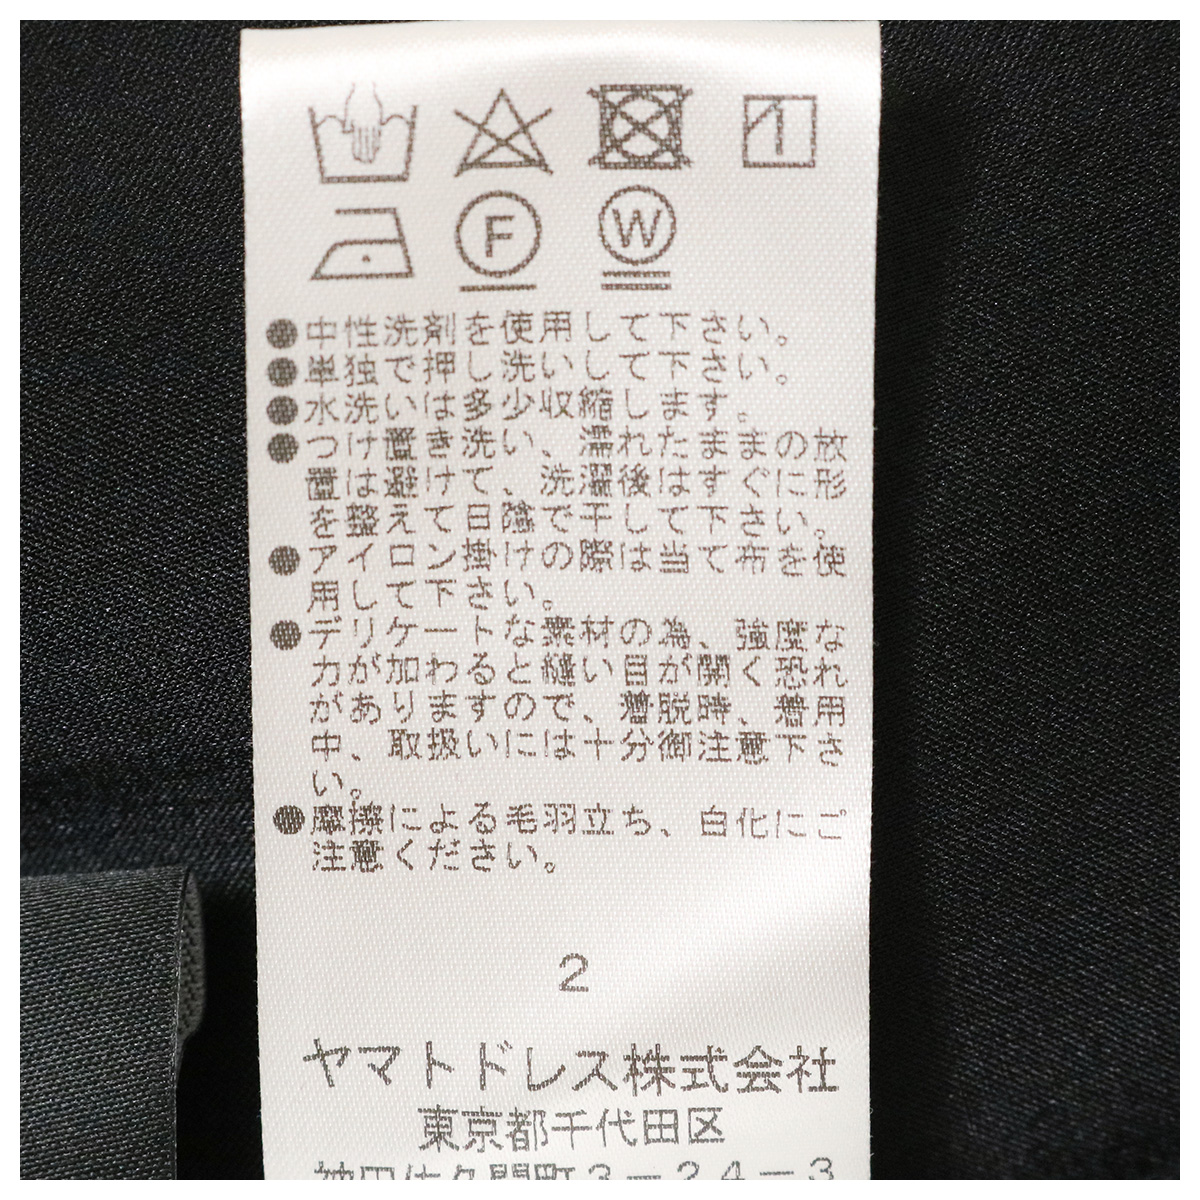 F W
●中性洗剤を使用して下さい。
●単独で押し洗いして下さい。
●水洗いは多少収縮します。
●つけ置き洗い、濡れたままの放
置は避けて、洗濯後はすぐに形
を整えて日陰で干して下さい。
●アイロン掛けの際は当て布を使
用して下さい。
●デリケートな素材の為、強度な
力が加わると縫い目が開く恐れ
がありますので、着脱時、着用
中、取扱いには十分御注意下さ
い。
●摩擦による毛羽立ち、白化にご
注意ください。
2
ヤマトドレス株式会社
東京都千代田区
神田佐久間町3-24-3